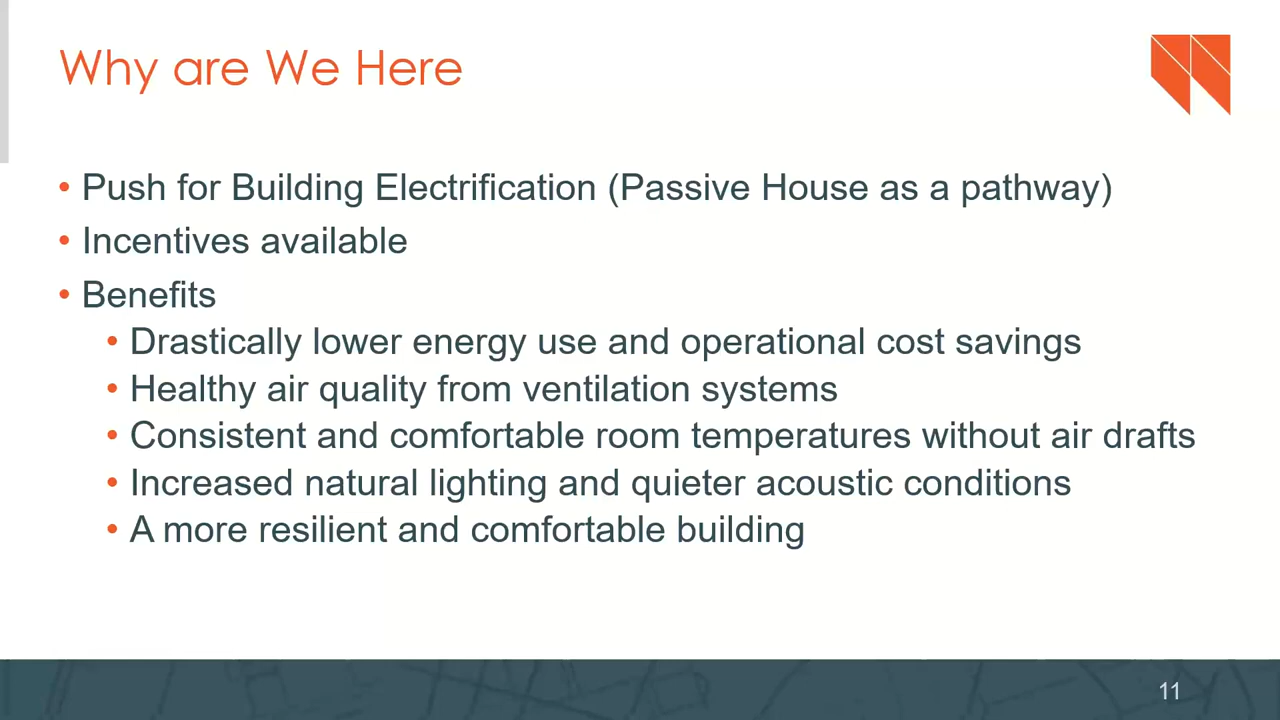 Why are We Here
• Push for Building Electrification (Passive House as a pathway)
• Incentives available
• Benefits
• Drastically lower energy use and operational cost savings
• Healthy air quality from ventilation systems
• Consistent and comfortable room temperatures without air drafts
• Increased natural lighting and quieter acoustic conditions
• A more resilient and comfortable building
11